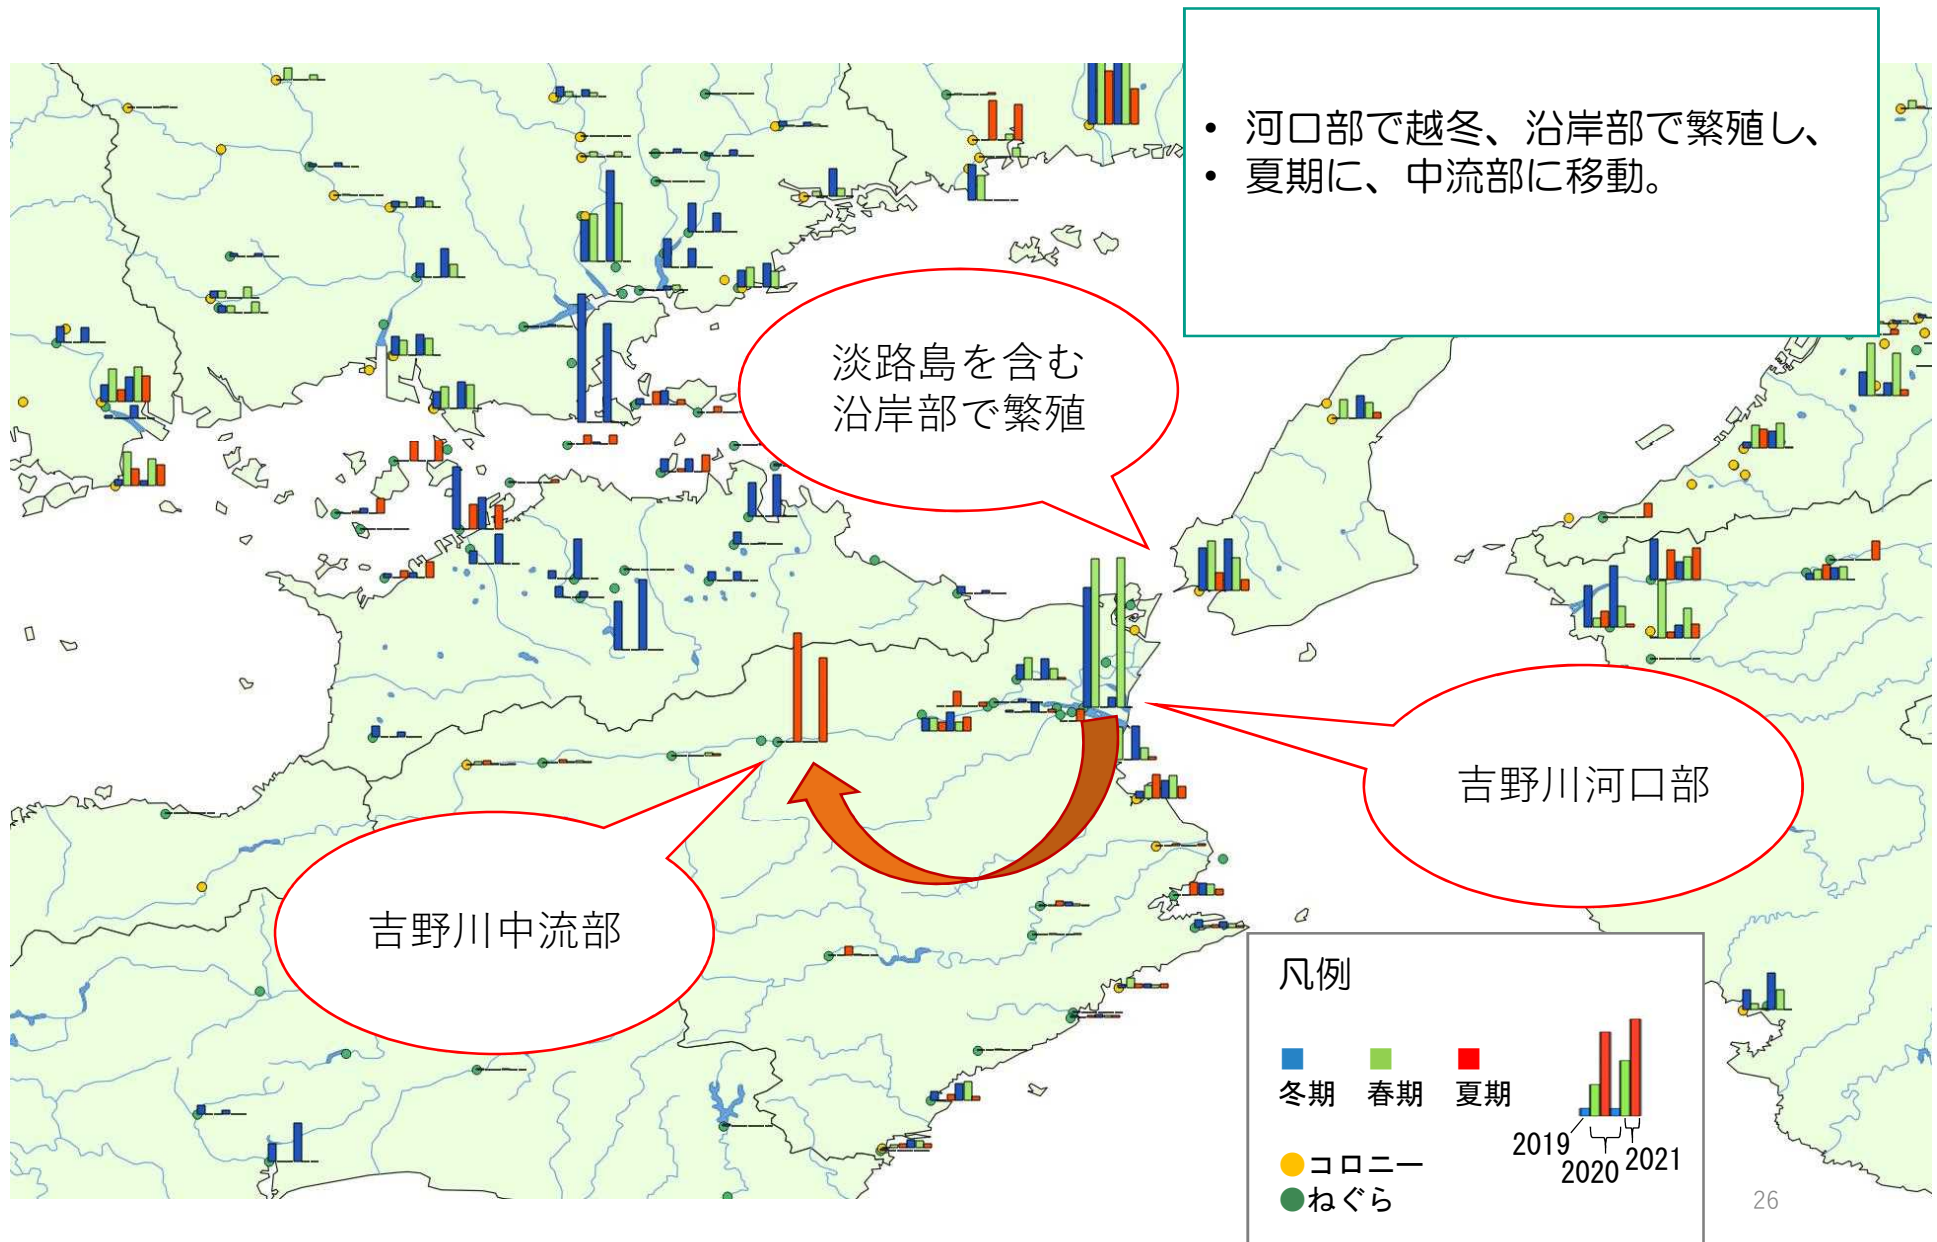 • 河口部で越冬、沿岸部で繁殖し、
• 夏期に、中流部に移動。
淡路島を含む
沿岸部で繁殖
吉野川河口部
吉野川中流部
凡例
冬期 春期 夏期
2019
2020
2021
コロニー
ねぐら
26